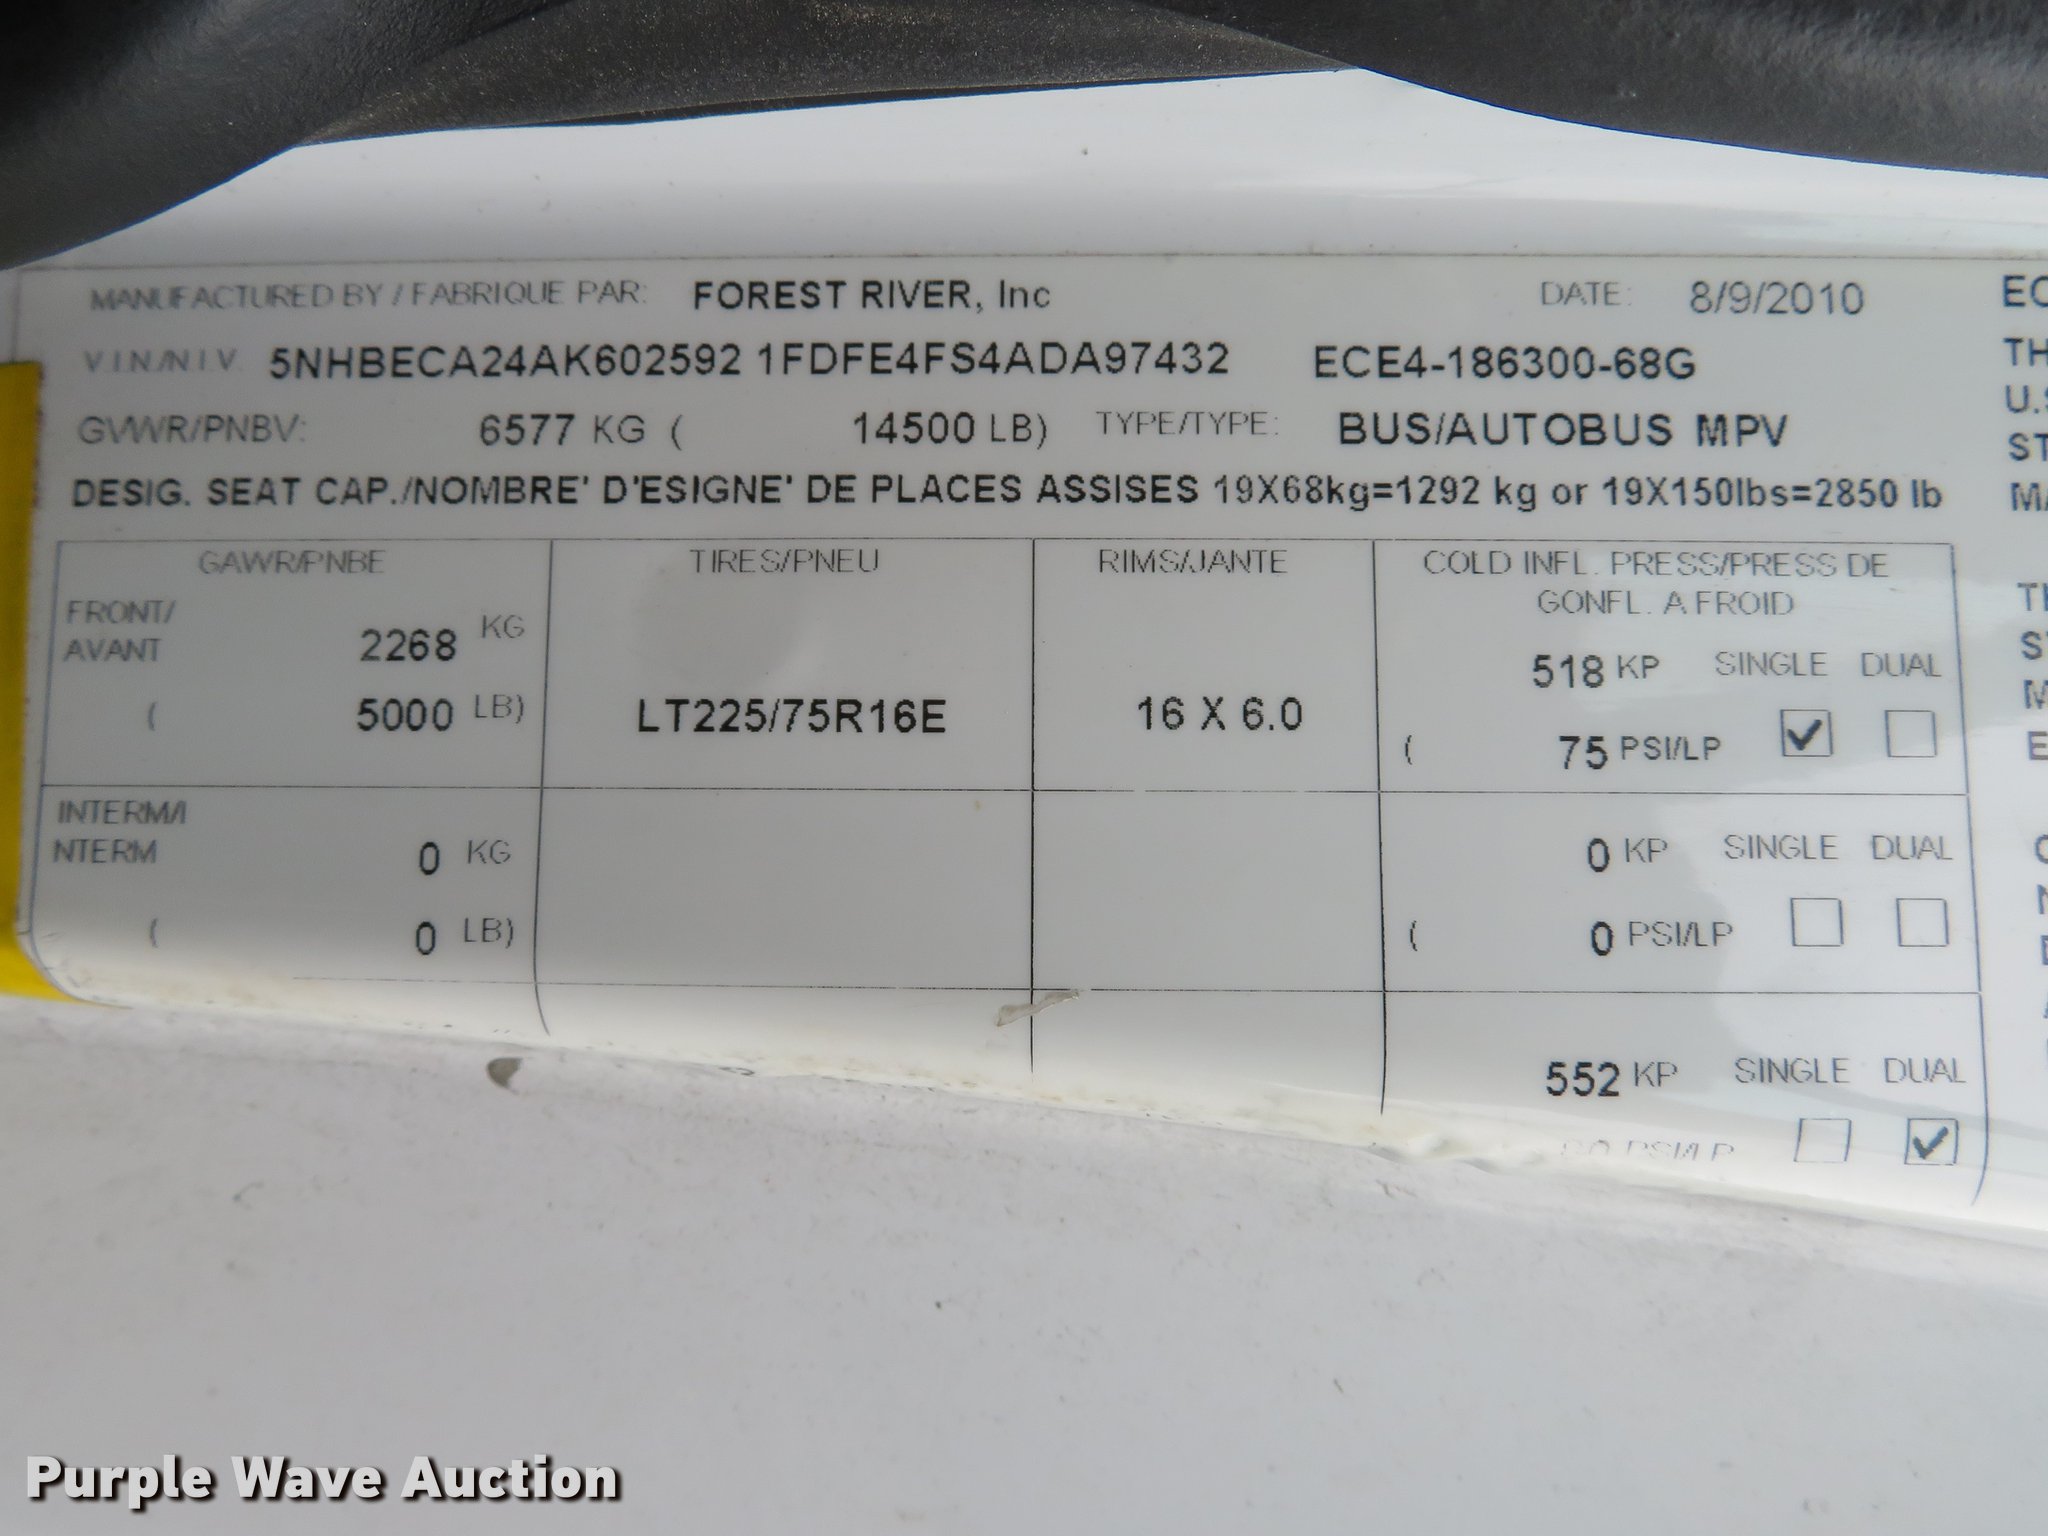 MANUFACTURED BY / FABRIQUE PAR: FOREST RIVER, Inc DATE: 8/9/2010
V.I.N./N.I.V. 5NHBECA24AK602592 1FDFE4FS4ADA97432 ECE4-186300-68G
GVWR/PNBV: 6577 KG ( 14500 LB) TYPE/TYPE: BUS/AUTOBUS MPV
DESIG. SEAT CAP./NOMBRE' D'ESIGNE' DE PLACES ASSISES 19X68kg=1292 kg or 19X150lbs=2850 lb
GAWR/PNBE TIRES/PNEU RIMS/JANTE COLD INFL. PRESS/PRESS DE
GONFL. A FROID
FRONT/
AVANT 2268 KG 518 KP SINGLE DUAL
( 5000 LB) LT225/75R16E 16 X 6.0 ( 75 PSI/LP
INTERM/I
NTERM 0 KG 0 KP SINGLE DUAL
( 0 LB) ( 0 PSI/LP
552 KP SINGLE DUAL
PSI/LP
U.S
Purple Wave Auction